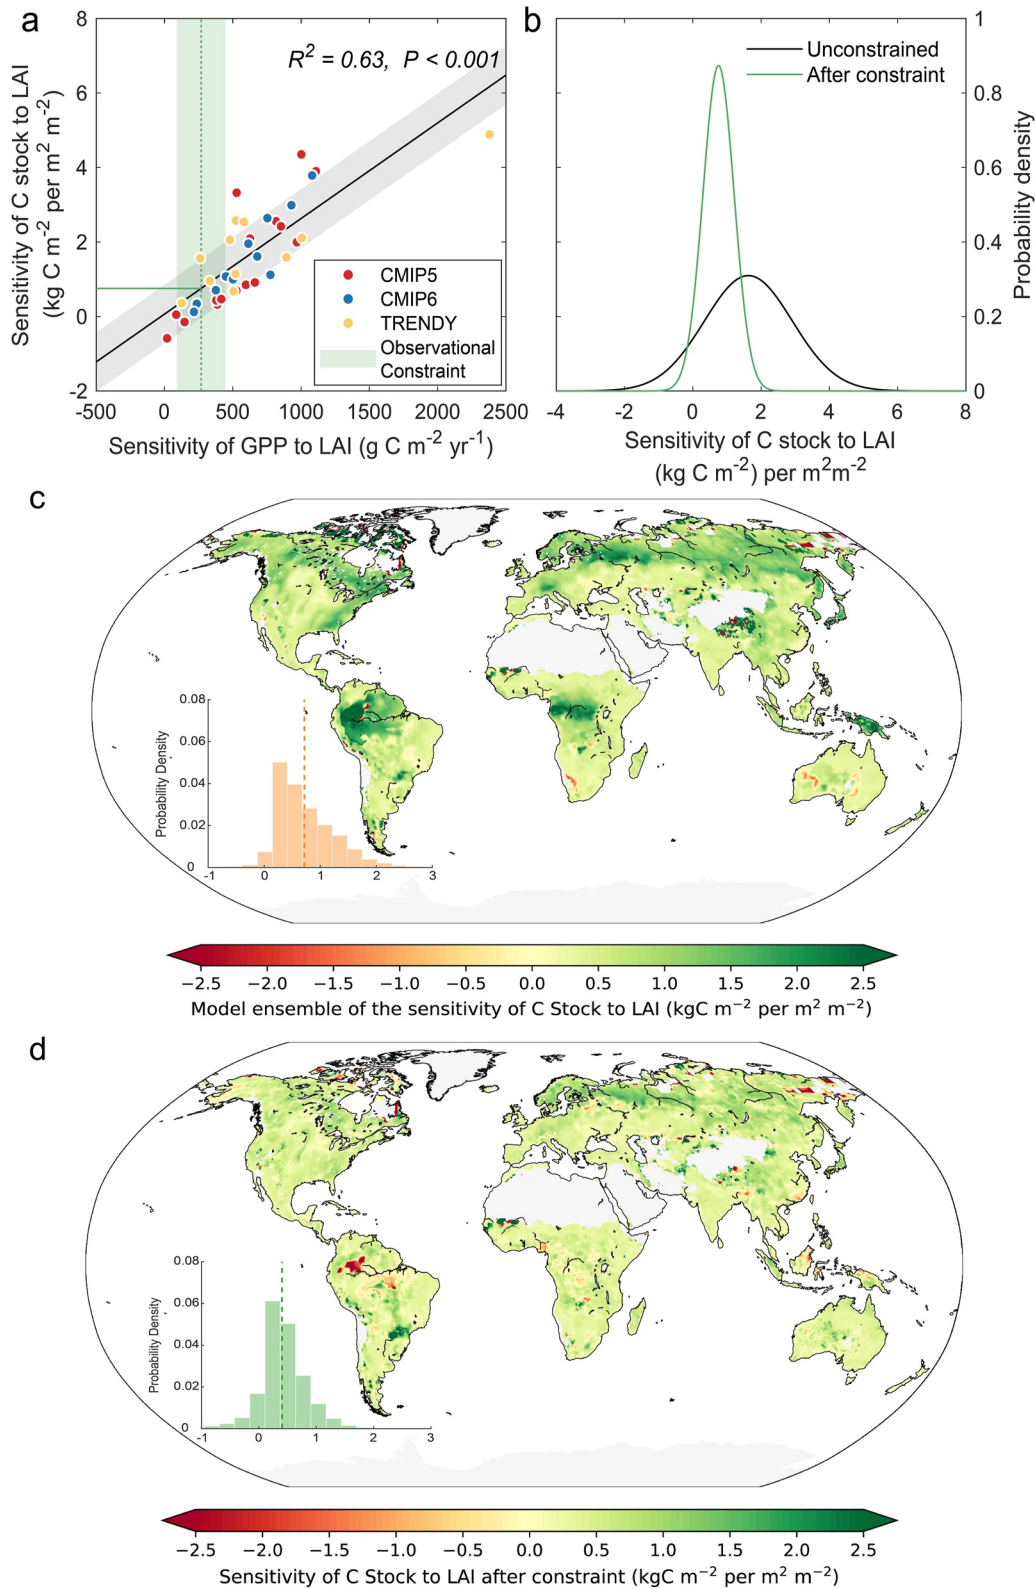 a
Sensitivity of C stock to LAI
(kg C m⁻² per m² m⁻²)
8
6
4
2
0
-2
R² = 0.63, P < 0.001
CMIP5
CMIP6
TRENDY
Observational
Constraint
-500 0 500 1000 1500 2000 2500
Sensitivity of GPP to LAI (g C m⁻² yr⁻¹)
b
Unconstrained
After constraint
1
0.8
0.6
0.4
0.2
0
Probability density
-4 -2 0 2 4 6 8
Sensitivity of C stock to LAI
(kg C m⁻²) per m²m⁻²
c
Probability Density
0.08
0.06
0.04
0.02
0
-1 0 1 2 3
−2.5 −2.0 −1.5 −1.0 −0.5 0.0 0.5 1.0 1.5 2.0 2.5
Model ensemble of the sensitivity of C Stock to LAI (kgC m⁻² per m² m⁻²)
d
Probability Density
0.08
0.06
0.04
0.02
0
-1 0 1 2 3
−2.5 −2.0 −1.5 −1.0 −0.5 0.0 0.5 1.0 1.5 2.0 2.5
Sensitivity of C Stock to LAI after constraint (kgC m⁻² per m² m⁻²)